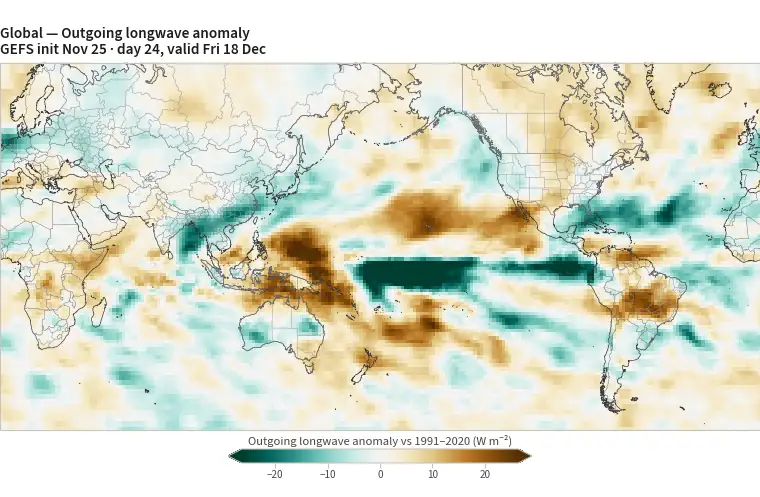 Global — Outgoing longwave anomaly
GEFS init Nov 25 · day 24, valid Fri 18 Dec
Outgoing longwave anomaly vs 1991–2020 (W m⁻²)
−20 −10 0 10 20